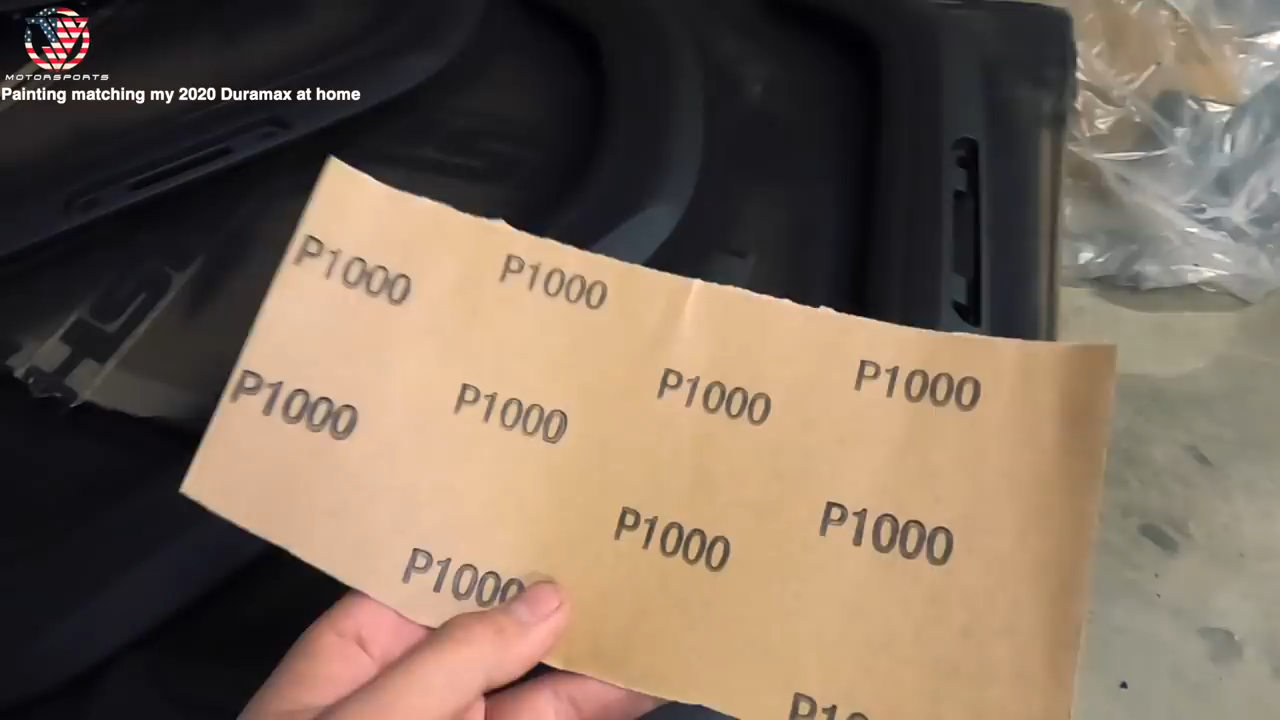 MOTORSPORTS
Painting matching my 2020 Duramax at home
P1000 P1000
P1000 P1000 P1000 P1000
P1000 P1000 P1000